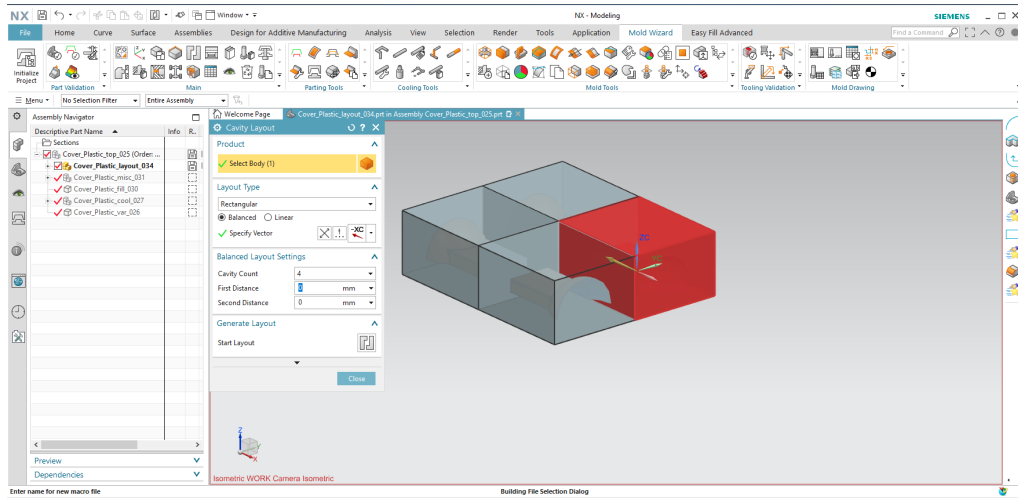 NX Window NX - Modeling SIEMENS
File Home Curve Surface Assemblies Design for Additive Manufacturing Analysis View Selection Render Tools Application Mold Wizard Easy Fill Advanced Find a Command
Initialize Project
Part Validation Main Parting Tools Cooling Tools Mold Tools Tooling Validation Mold Drawing
Menu No Selection Filter Entire Assembly
Assembly Navigator
Welcome Page Cover_Plastic_layout_034.prt in Assembly Cover_Plastic_top_025.prt
Descriptive Part Name Info R..
Sections
Cover_Plastic_top_025 (Order: ...
Cover_Plastic_layout_034
Cover_Plastic_misc_031
Cover_Plastic_fill_030
Cover_Plastic_cool_027
Cover_Plastic_var_026
Preview
Dependencies
Cavity Layout
Product
Select Body (1)
Layout Type
Rectangular
Balanced Linear
Specify Vector -XC
Balanced Layout Settings
Cavity Count 4
First Distance 0 mm
Second Distance 0 mm
Generate Layout
Start Layout
Close
ZC
Z
X
Isometric WORK Camera Isometric
Enter name for new macro file Building File Selection Dialog